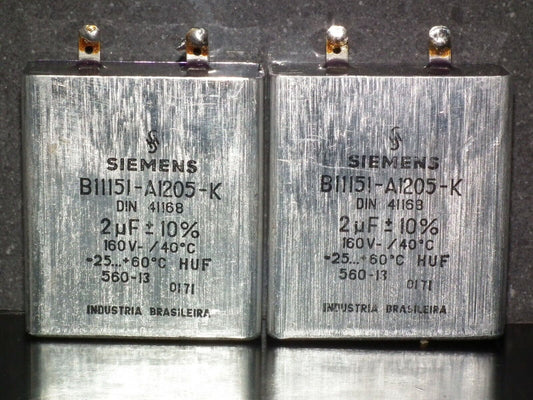 SIEMENS
B11151-A1205-K
DIN 41168
2µF ± 10%
160V- /40°C
-25...+60°C HUF
560-13
0171
INDUSTRIA BRASILEIRA
SIEMENS
B11151-A1205-K
DIN 41168
2µF ± 10%
160V- /40°C
-25...+60°C HUF
560-13
0171
INDUSTRIA BRASILEIRA